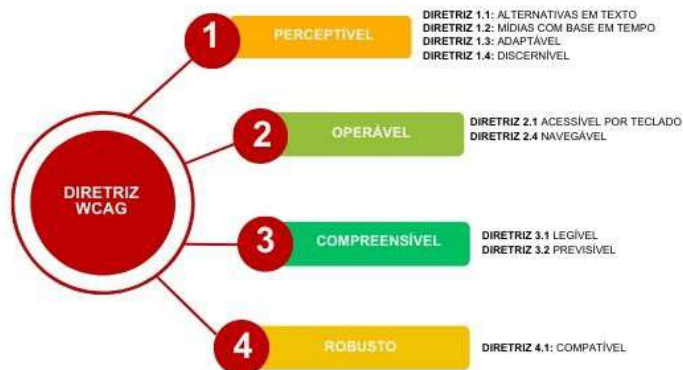 1
PERCEPTÍVEL
DIRETRIZ 1.1: ALTERNATIVAS EM TEXTO
DIRETRIZ 1.2: MÍDIAS COM BASE EM TEMPO
DIRETRIZ 1.3: ADAPTÁVEL
DIRETRIZ 1.4: DISCERNÍVEL
2
OPERÁVEL
DIRETRIZ 2.1 ACESSÍVEL POR TECLADO
DIRETRIZ 2.4 NAVEGÁVEL
DIRETRIZ
WCAG
3
COMPREENSÍVEL
DIRETRIZ 3.1 LEGÍVEL
DIRETRIZ 3.2 PREVISÍVEL
4
ROBUSTO
DIRETRIZ 4.1: COMPATÍVEL